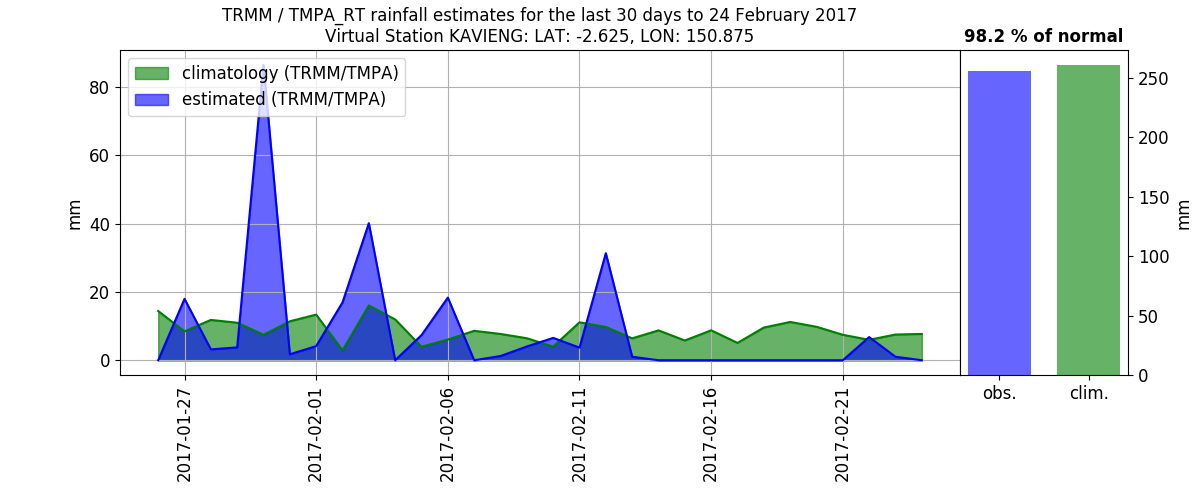 TRMM / TMPA_RT rainfall estimates for the last 30 days to 24 February 2017
Virtual Station KAVIENG: LAT: -2.625, LON: 150.875
98.2 % of normal
climatology (TRMM/TMPA)
estimated (TRMM/TMPA)
mm
80
60
40
20
0
2017-01-27
2017-02-01
2017-02-06
2017-02-11
2017-02-16
2017-02-21
250
200
150
100
50
0
mm
obs.
clim.